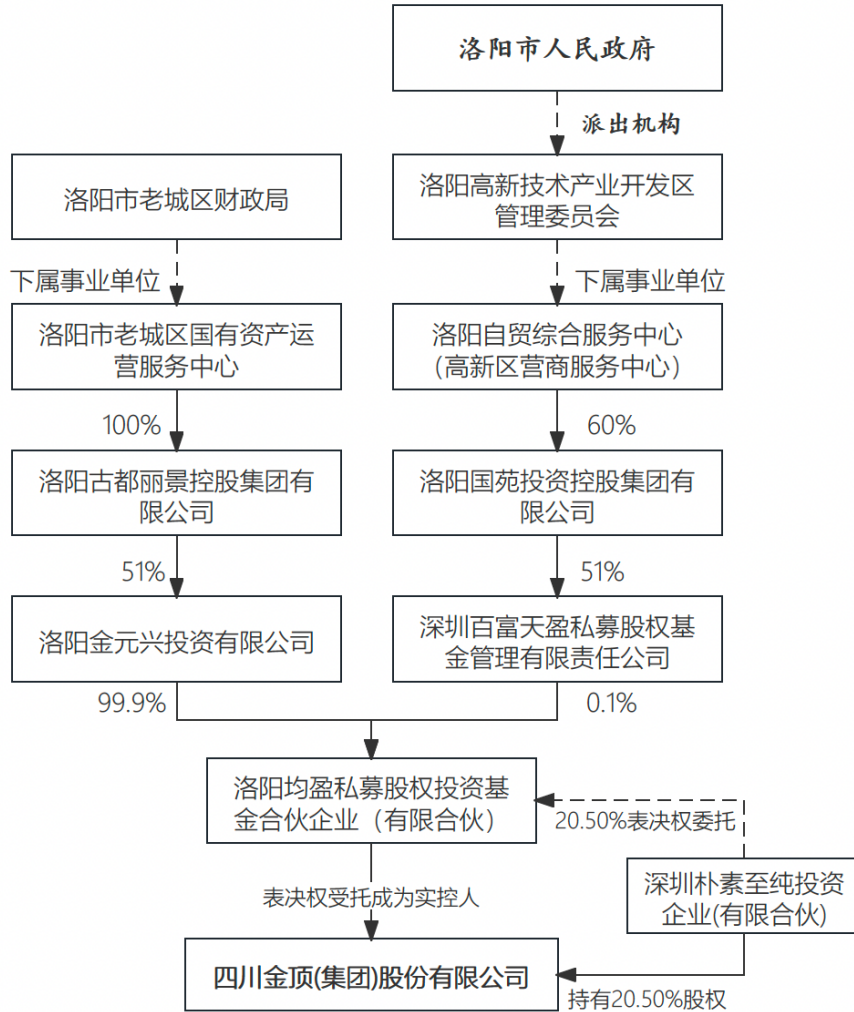 洛阳市人民政府
派出机构
洛阳市老城区财政局
洛阳高新技术产业开发区
管理委员会
下属事业单位
下属事业单位
洛阳市老城区国有资产运
营服务中心
洛阳自贸综合服务中心
（高新区营商服务中心）
100%
60%
洛阳古都丽景控股集团有
限公司
洛阳国苑投资控股集团有
限公司
51%
51%
洛阳金元兴投资有限公司
深圳百富天盈私募股权基
金管理有限责任公司
99.9%
0.1%
洛阳均盈私募股权投资基
金合伙企业（有限合伙）
20.50%表决权委托
深圳朴素至纯投资
企业(有限合伙)
表决权受托成为实控人
四川金顶(集团)股份有限公司
持有20.50%股权